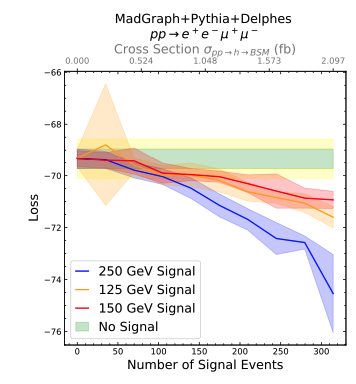 MadGraph+Pythia+Delphes
pp → e⁺e⁻μ⁺μ⁻
Cross Section σ_{pp→h→BSM} (fb)
0.000 0.524 1.048 1.573 2.097
−66
−68
−70
−72
−74
−76
Loss
250 GeV Signal
125 GeV Signal
150 GeV Signal
No Signal
0 50 100 150 200 250 300
Number of Signal Events